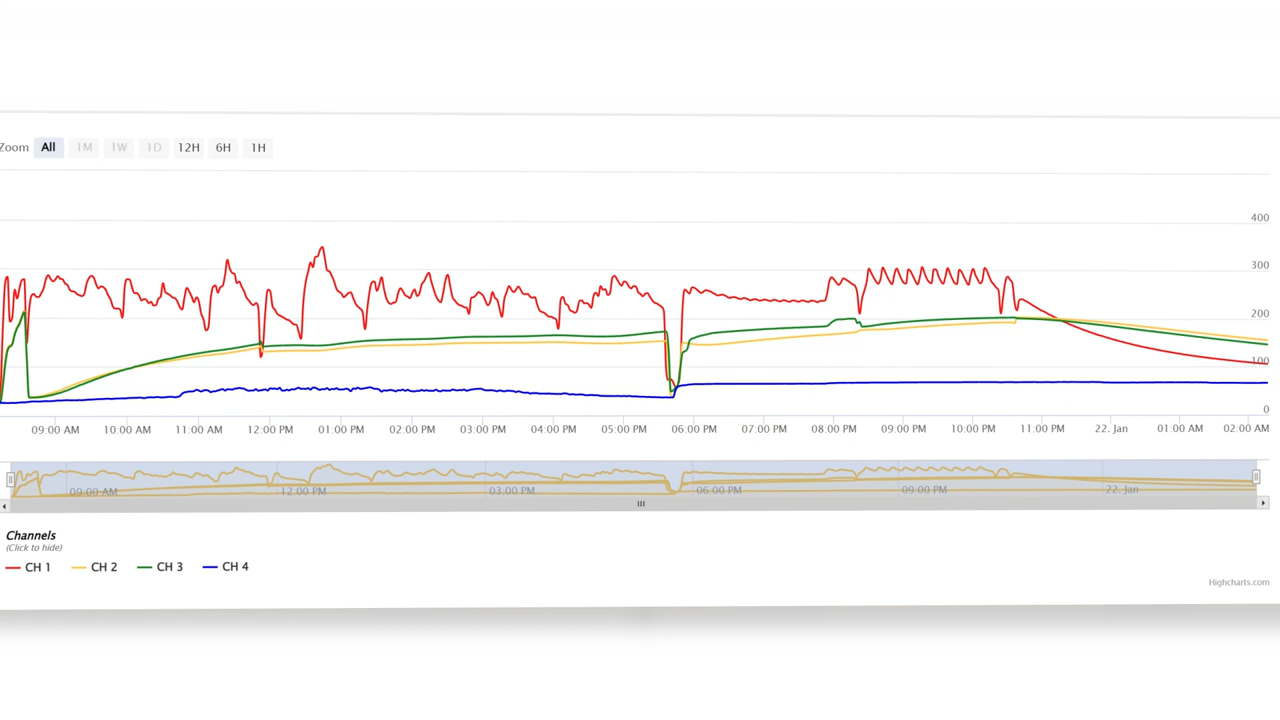 Zoom All 1M 1W 1D 12H 6H 1H
400
300
200
100
0
09:00 AM 10:00 AM 11:00 AM 12:00 PM 01:00 PM 02:00 PM 03:00 PM 04:00 PM 05:00 PM 06:00 PM 07:00 PM 08:00 PM 09:00 PM 10:00 PM 11:00 PM 22. Jan 01:00 AM 02:00 AM
09:00 AM 12:00 PM 03:00 PM 06:00 PM 09:00 PM 22. Jan
Channels
(Click to hide)
CH 1 CH 2 CH 3 CH 4
Highcharts.com